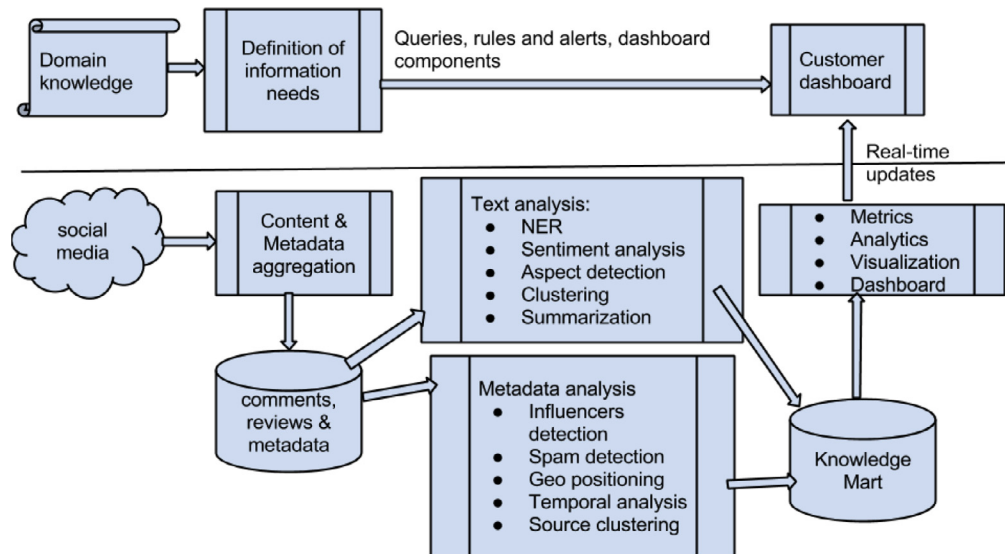 Domain
knowledge
Definition of
information
needs
Queries, rules and alerts, dashboard
components
Customer
dashboard
Real-time
updates
social
media
Content &
Metadata
aggregation
Text analysis:
● NER
● Sentiment analysis
● Aspect detection
● Clustering
● Summarization
● Metrics
● Analytics
● Visualization
● Dashboard
comments,
reviews &
metadata
Metadata analysis
● Influencers
detection
● Spam detection
● Geo positioning
● Temporal analysis
● Source clustering
Knowledge
Mart